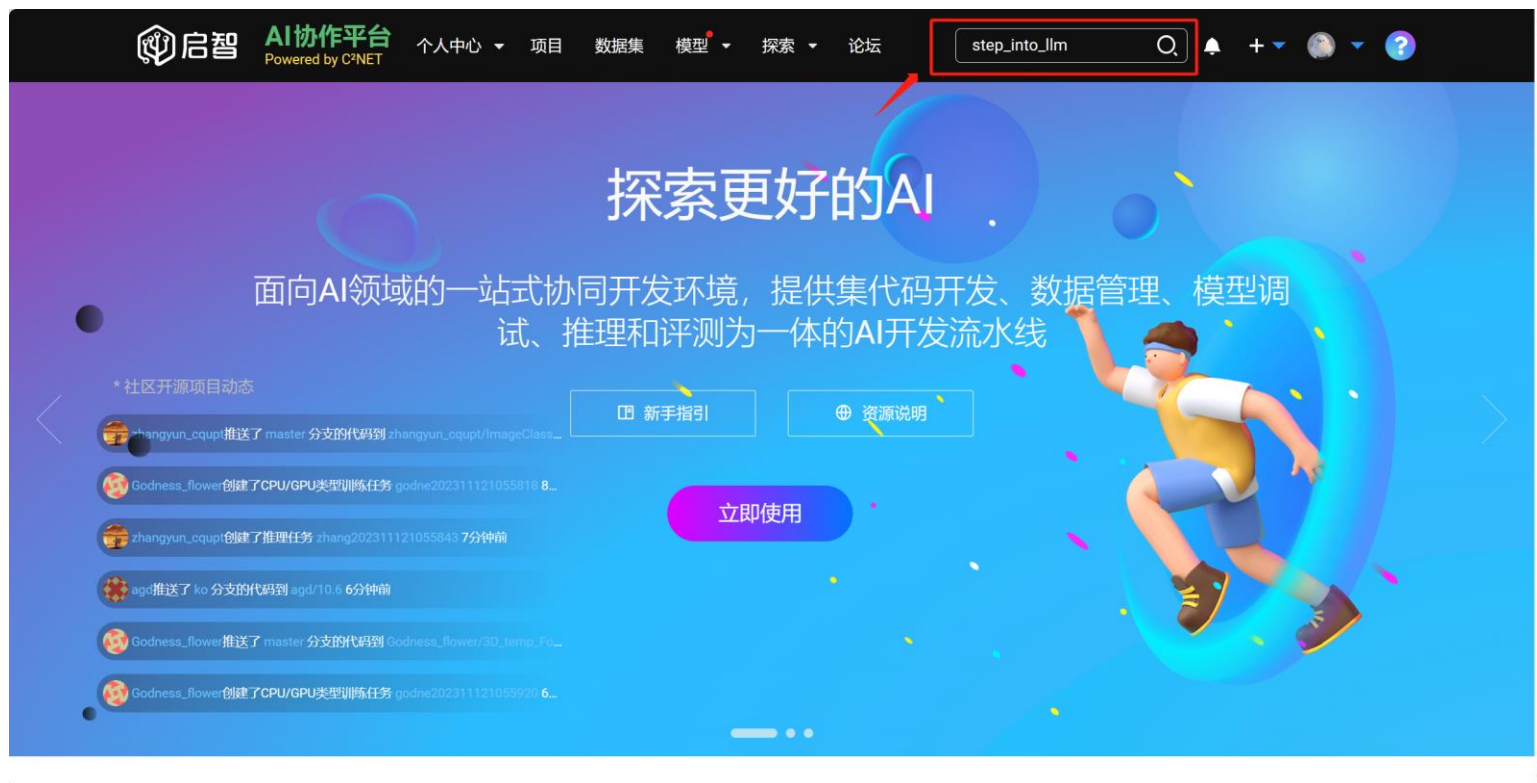 启智
AI协作平台
Powered by C²NET
个人中心 项目 数据集 模型 探索 论坛 step_into_llm
探索更好的AI
面向AI领域的一站式协同开发环境，提供集代码开发、数据管理、模型调
试、推理和评测为一体的AI开发流水线
* 社区开源项目动态
新手指引 资源说明
zhangyun_cqupt推送了 master 分支的代码到 zhangyun_cqupt/ImageClass...
Godness_flower创建了CPU/GPU类型训练任务 godne202311121055818 8...
立即使用
zhangyun_cqupt创建了推理任务 zhang202311121055843 7分钟前
agd推送了 ko 分支的代码到 agd/10.6 6分钟前
Godness_flower推送了 master 分支的代码到 Godness_flower/3D_temp_Fo...
Godness_flower创建了CPU/GPU类型训练任务 godne202311121055920 6...